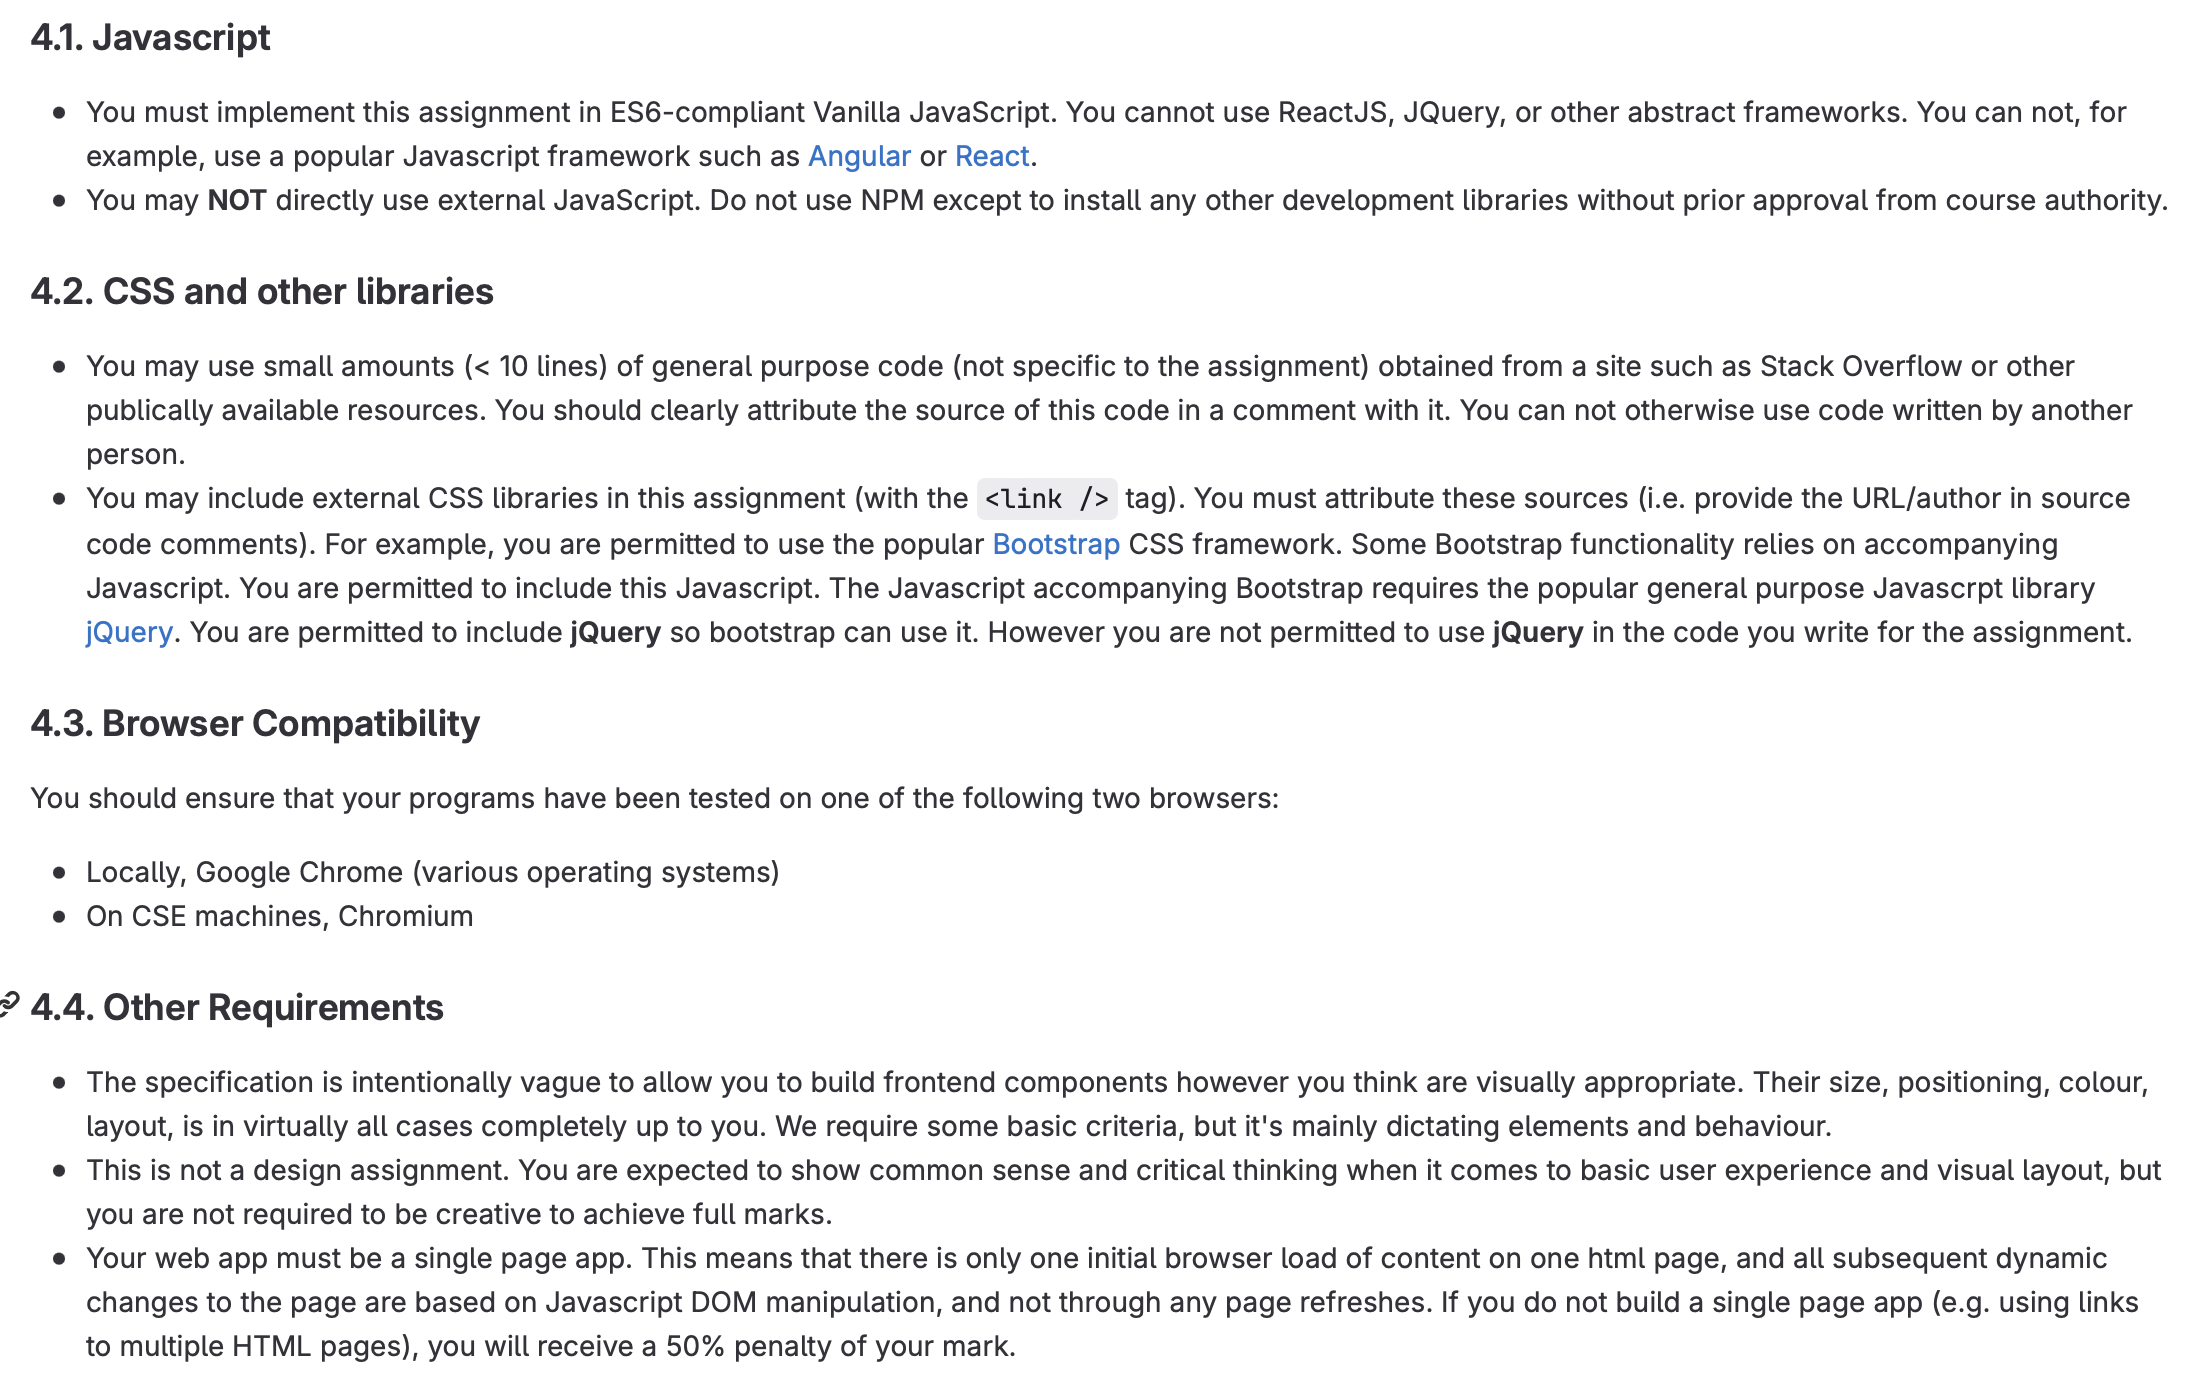 4.1. Javascript
• You must implement this assignment in ES6-compliant Vanilla JavaScript. You cannot use ReactJS, JQuery, or other abstract frameworks. You can not, for
example, use a popular Javascript framework such as Angular or React.
• You may NOT directly use external JavaScript. Do not use NPM except to install any other development libraries without prior approval from course authority.
4.2. CSS and other libraries
• You may use small amounts (< 10 lines) of general purpose code (not specific to the assignment) obtained from a site such as Stack Overflow or other
publically available resources. You should clearly attribute the source of this code in a comment with it. You can not otherwise use code written by another
person.
• You may include external CSS libraries in this assignment (with the <link /> tag). You must attribute these sources (i.e. provide the URL/author in source
code comments). For example, you are permitted to use the popular Bootstrap CSS framework. Some Bootstrap functionality relies on accompanying
Javascript. You are permitted to include this Javascript. The Javascript accompanying Bootstrap requires the popular general purpose Javascrpt library
jQuery. You are permitted to include jQuery so bootstrap can use it. However you are not permitted to use jQuery in the code you write for the assignment.
4.3. Browser Compatibility
You should ensure that your programs have been tested on one of the following two browsers:
• Locally, Google Chrome (various operating systems)
• On CSE machines, Chromium
4.4. Other Requirements
• The specification is intentionally vague to allow you to build frontend components however you think are visually appropriate. Their size, positioning, colour,
layout, is in virtually all cases completely up to you. We require some basic criteria, but it's mainly dictating elements and behaviour.
• This is not a design assignment. You are expected to show common sense and critical thinking when it comes to basic user experience and visual layout, but
you are not required to be creative to achieve full marks.
• Your web app must be a single page app. This means that there is only one initial browser load of content on one html page, and all subsequent dynamic
changes to the page are based on Javascript DOM manipulation, and not through any page refreshes. If you do not build a single page app (e.g. using links
to multiple HTML pages), you will receive a 50% penalty of your mark.